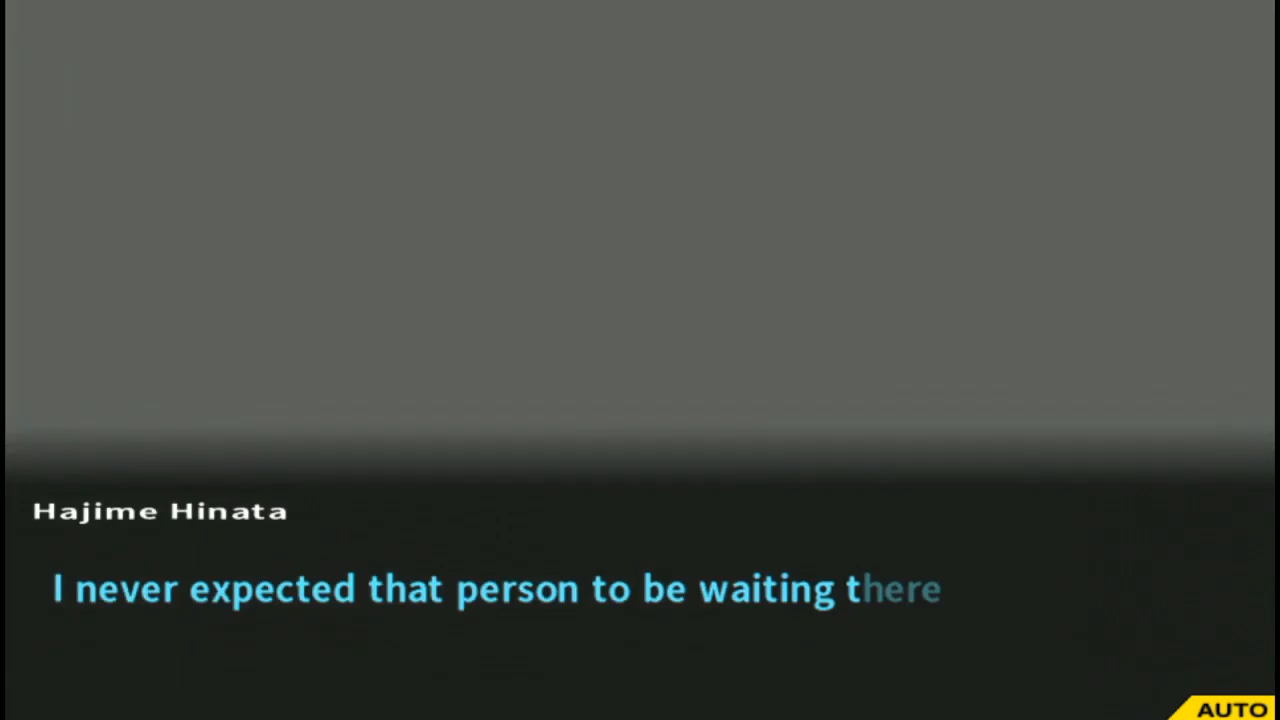 Hajime Hinata
I never expected that person to be waiting there
AUTO